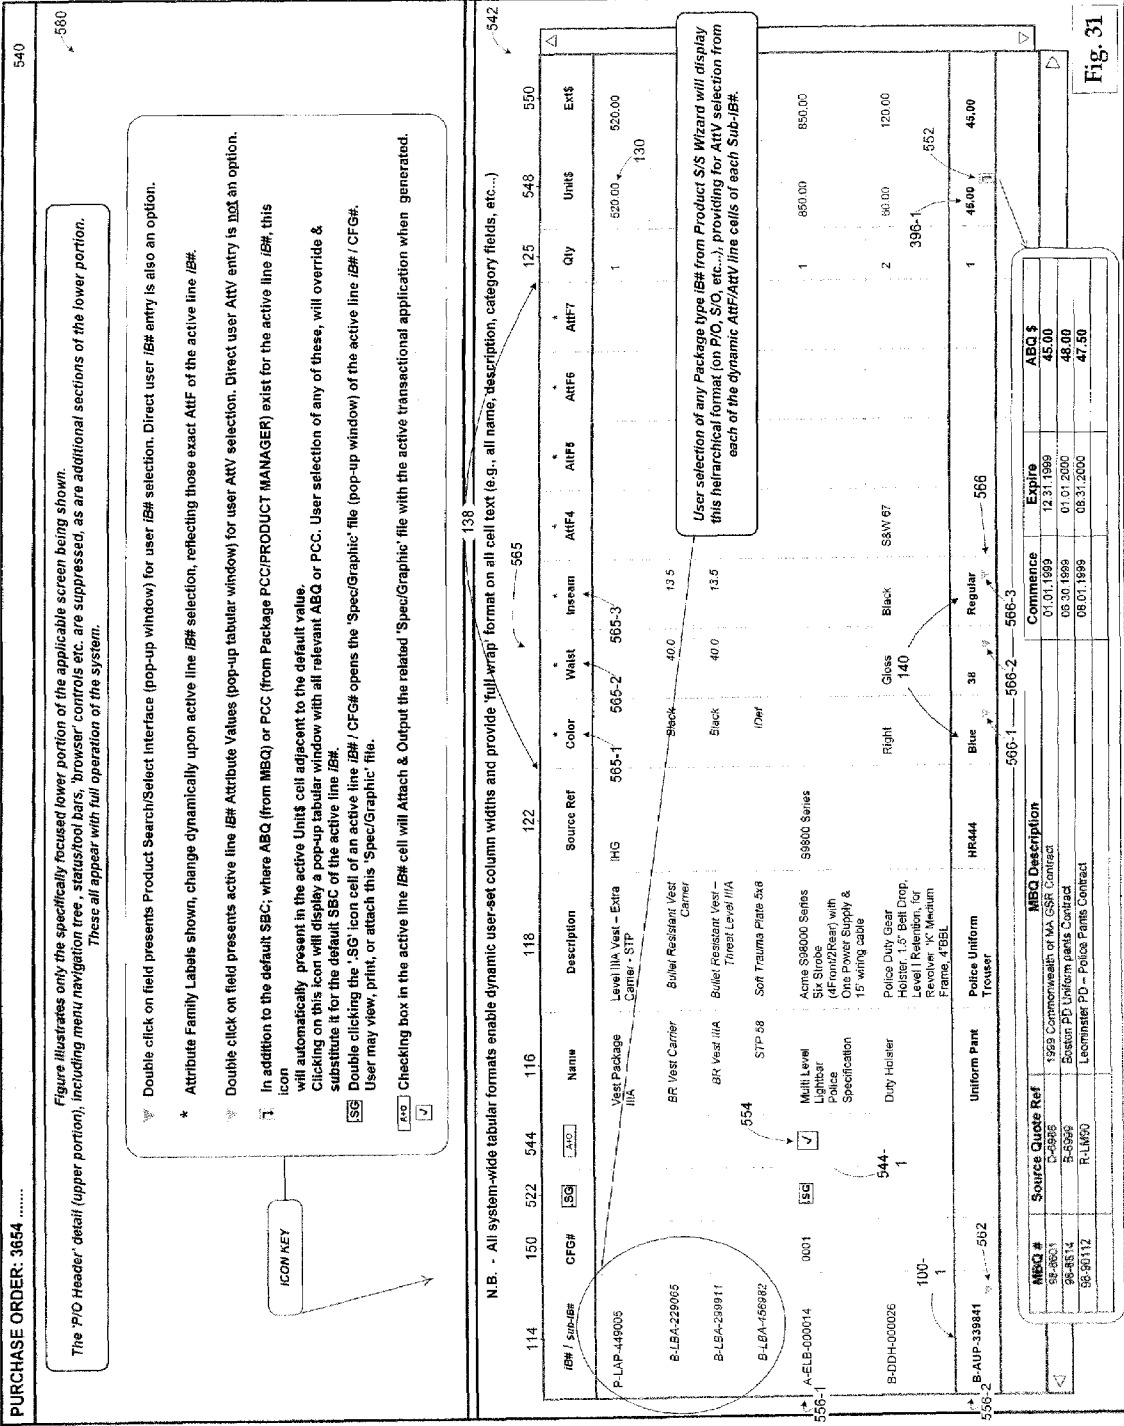 PURCHASE ORDER: 3654 ........
540
Figure illustrates only the specifically focused lower portion of the applicable screen being shown.
The 'P/O Header' detail (upper portion), including menu navigation tree , status/tool bars, 'browser' controls etc. are suppressed, as are additional sections of the lower portion.
These all appear with full operation of the system.
580
ICON KEY
Double click on field presents Product Search/Select Interface (pop-up window) for user iB# selection. Direct user iB# entry is also an option.
* Attribute Family Labels shown, change dynamically upon active line iB# selection, reflecting those exact AttF of the active line iB#.
Double click on field presents active line iB# Attribute Values (pop-up tabular window) for user AttV selection. Direct user AttV entry is not an option.
In addition to the default SBC; where ABQ (from MBQ) or PCC (from Package PCC/PRODUCT MANAGER) exist for the active line iB#, this
icon
will automatically present in the active Unit$ cell adjacent to the default value.
Clicking on this icon will display a pop-up tabular window with all relevant ABQ or PCC. User selection of any of these, will override &
substitute it for the default SBC of the active line iB#.
.SG Double clicking the '.SG' icon cell of an active line iB# / CFG# opens the 'Spec/Graphic' file (pop-up window) of the active line iB# / CFG#.
User may view, print, or attach this 'Spec/Graphic' file.
A+O Checking box in the active line iB# cell will Attach & Output the related 'Spec/Graphic' file with the active transactional application when generated.
√
138
N.B. - All system-wide tabular formats enable dynamic user-set column widths and provide 'full wrap' format on all cell text (e.g., all name, description, category fields, etc...)
542
114 150 522 544 116 118 122 565 125 548 550
iB# / sub-iB# CFG# .SG A+O Name Description Source Ref * Color * Waist * Inseam * AttF4 * AttF5 * AttF6 * AttF7 Qty Unit$ Ext$
565-1 565-2 565-3
P-LAP-449005 Vest Package IIIA Level IIIA Vest – Extra Carrier - STP IHG 1 520.00 520.00
130
B-LBA-229065 BR Vest Carrier Bullet Resistant Vest Carrier Black 40.0 13.5
B-LBA-299911 BR Vest IIIA Bullet Resistant Vest – Threat Level IIIA Black 40.0 13.5
B-LBA-456982 STP 58 Soft Trauma Plate 5x8 iDef
User selection of any Package type iB# from Product S/S Wizard will display
this heirarchical format (on P/O, S/O, etc...), providing for AttV selection from
each of the dynamic AttF/AttV line cells of each Sub-IB#.
554
A-ELB-000014 0001 .SG √ Multi Level Lightbar Police Specification Acme S98000 Series Six Strobe (4Front/2Rear) with One Power Supply & 15' wiring cable S9800 Series 1 850.00 850.00
556-1
544-1
B-DDH-000026 Duty Holster Police Duty Gear Holster, 1.5" Belt Drop, Level I Retention, for Revolver 'K' Medium Frame, 4"BBL Right Gloss Black S&W 67 2 60.00 120.00
100-1
140
396-1
552
B-AUP-339841 Uniform Pant Police Uniform Trouser HR444 Blue 38 Regular 1 45.00 45.00
556-2
562
566
566-1 566-2 566-3
MBQ # Source Quote Ref MBQ Description Commence Expire ABQ $
98-8601 D-6986 1999 Commonwealth of MA GSR Contract 01.01.1999 12.31.1999 45.00
98-8514 B-6999 Boston PD Uniform pants Contract 06.30.1999 01.01.2000 48.00
98-90112 R-LM90 Leominster PD – Police Pants Contract 08.01.1999 08.31.2000 47.50
Fig. 31